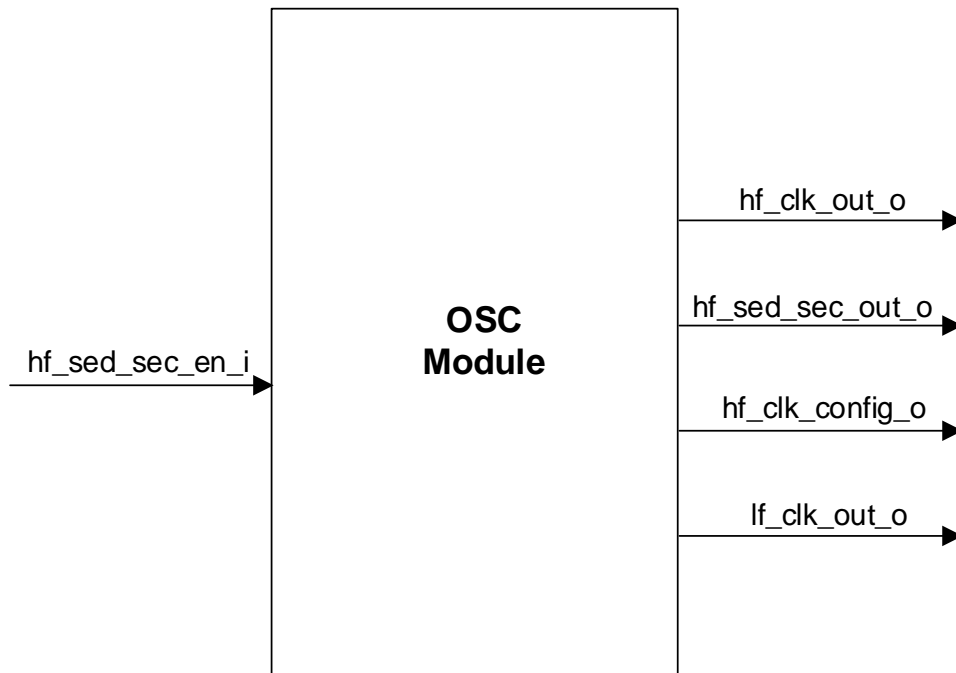 hf_clk_out_o
hf_sed_sec_out_o
OSC
Module
hf_sed_sec_en_i
hf_clk_config_o
lf_clk_out_o